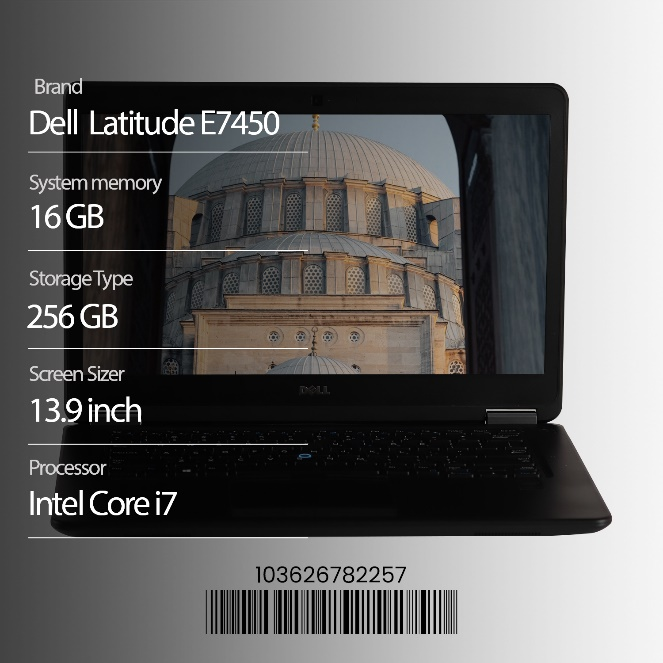 Brand
Dell Latitude E7450
System memory
16 GB
Storage Type
256 GB
Screen Sizer
13.9 inch
Processor
Intel Core i7
DELL
103626782257